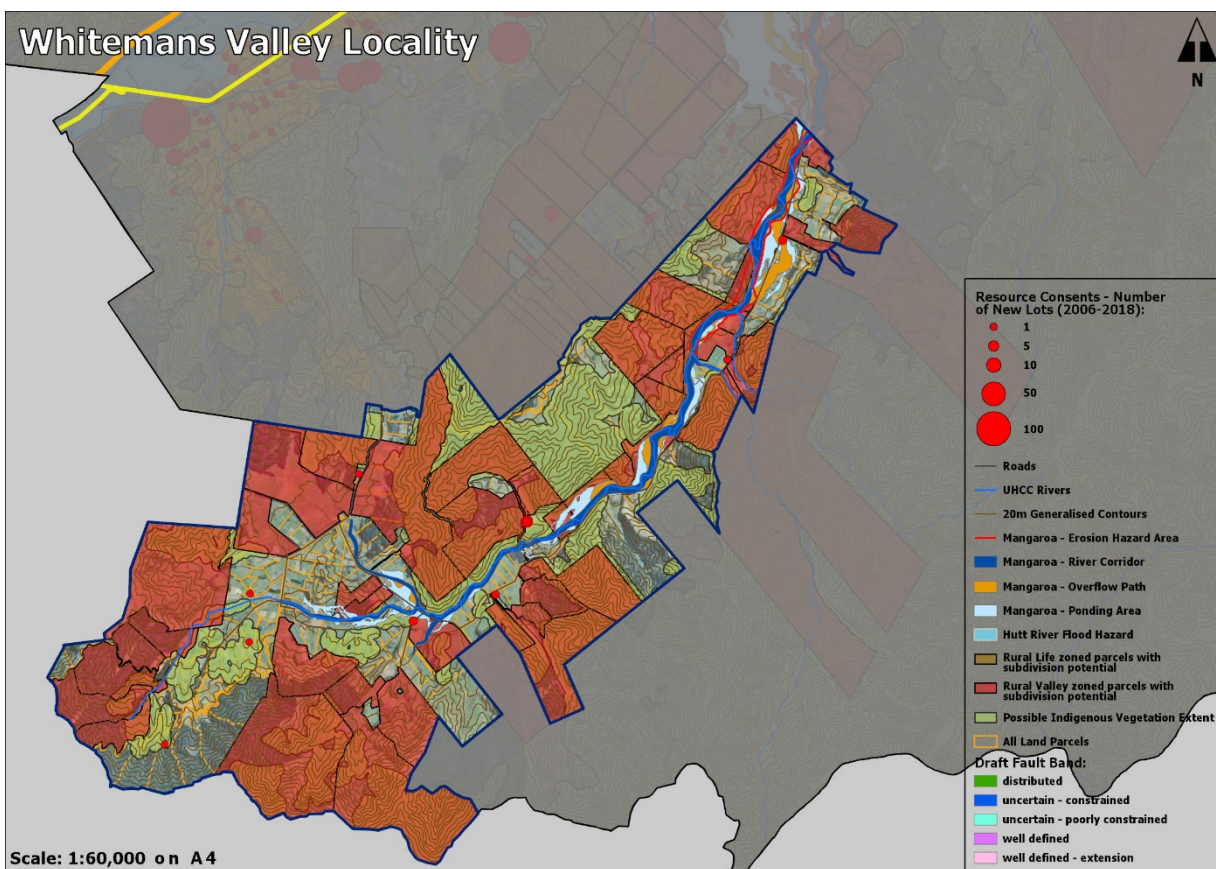 Whitemans Valley Locality
N
Resource Consents - Number
of New Lots (2006-2018):
1
5
10
50
100
Roads
UHCC Rivers
20m Generalised Contours
Mangaroa - Erosion Hazard Area
Mangaroa - River Corridor
Mangaroa - Overflow Path
Mangaroa - Ponding Area
Hutt River Flood Hazard
Rural Life zoned parcels with
subdivision potential
Rural Valley zoned parcels with
subdivision potential
Possible Indigenous Vegetation Extent
All Land Parcels
Draft Fault Band:
distributed
uncertain - constrained
uncertain - poorly constrained
well defined
well defined - extension
Scale: 1:60,000 on A4